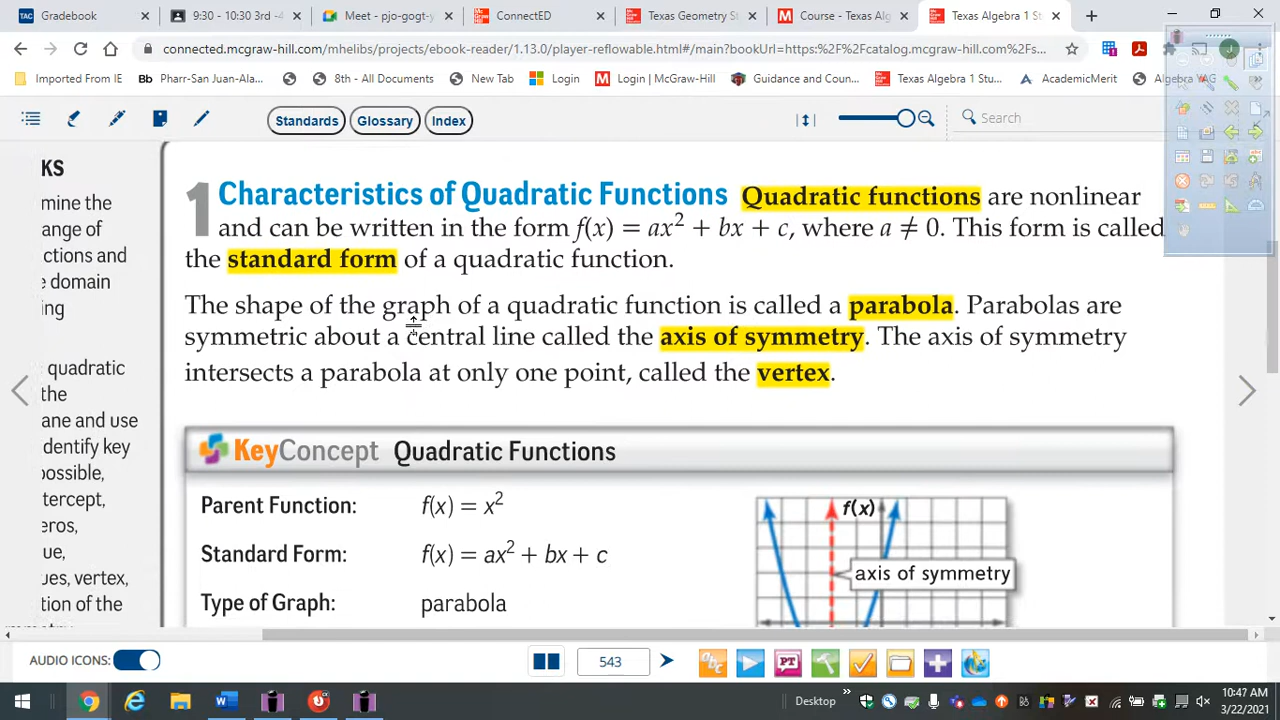 Gradebook
9:30 - 10:30 3rd -4
Meet - pjo-gogt-
ConnectED
Texas Geometry St
Course - Texas Alg
Texas Algebra 1 St
connected.mcgraw-hill.com/mhelibs/projects/ebook-reader/1.13.0/player-reflowable.html#/main?bookUrl=https:%2F%2Fcatalog.mcgraw-hill.com%2Fs...
Imported From IE
Bb Pharr-San Juan-Ala...
8th - All Documents
New Tab
Login
Login | McGraw-Hill
Guidance and Coun...
Texas Algebra 1 Stu...
AcademicMerit
Algebra YAG
Standards
Glossary
Index
Search
KS
mine the
ange of
ctions and
e domain
ing
quadratic
the
ane and use
dentify key
possible,
tercept,
eros,
ue,
ues, vertex,
tion of the
1 Characteristics of Quadratic Functions Quadratic functions are nonlinear
and can be written in the form f(x) = ax² + bx + c, where a ≠ 0. This form is called
the standard form of a quadratic function.
The shape of the graph of a quadratic function is called a parabola. Parabolas are
symmetric about a central line called the axis of symmetry. The axis of symmetry
intersects a parabola at only one point, called the vertex.
KeyConcept Quadratic Functions
Parent Function: f(x) = x²
Standard Form: f(x) = ax² + bx + c
Type of Graph: parabola
f(x)
axis of symmetry
AUDIO ICONS:
543
abc
PT
Desktop
10:47 AM
3/22/2021